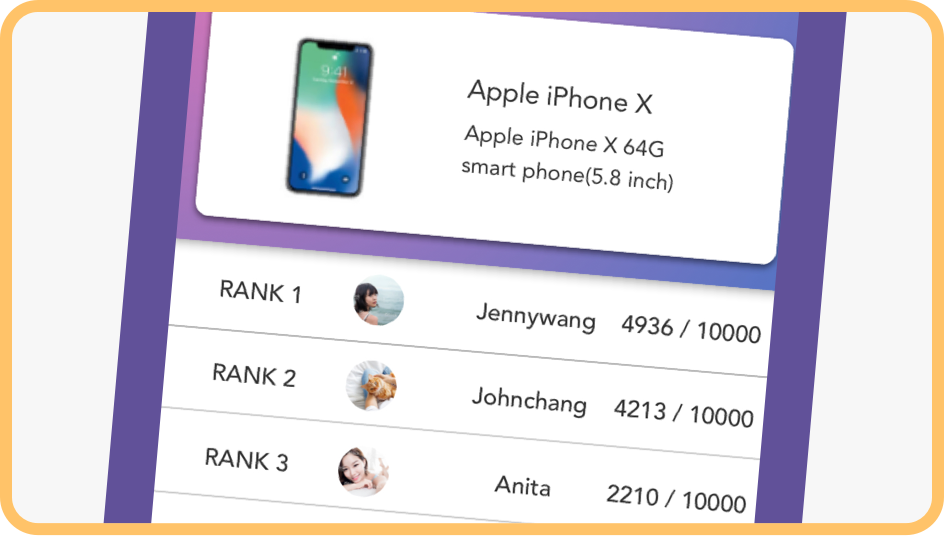 9:41
Apple iPhone X
Apple iPhone X 64G
smart phone(5.8 inch)
RANK 1 Jennywang 4936 / 10000
RANK 2 Johnchang 4213 / 10000
RANK 3 Anita 2210 / 10000